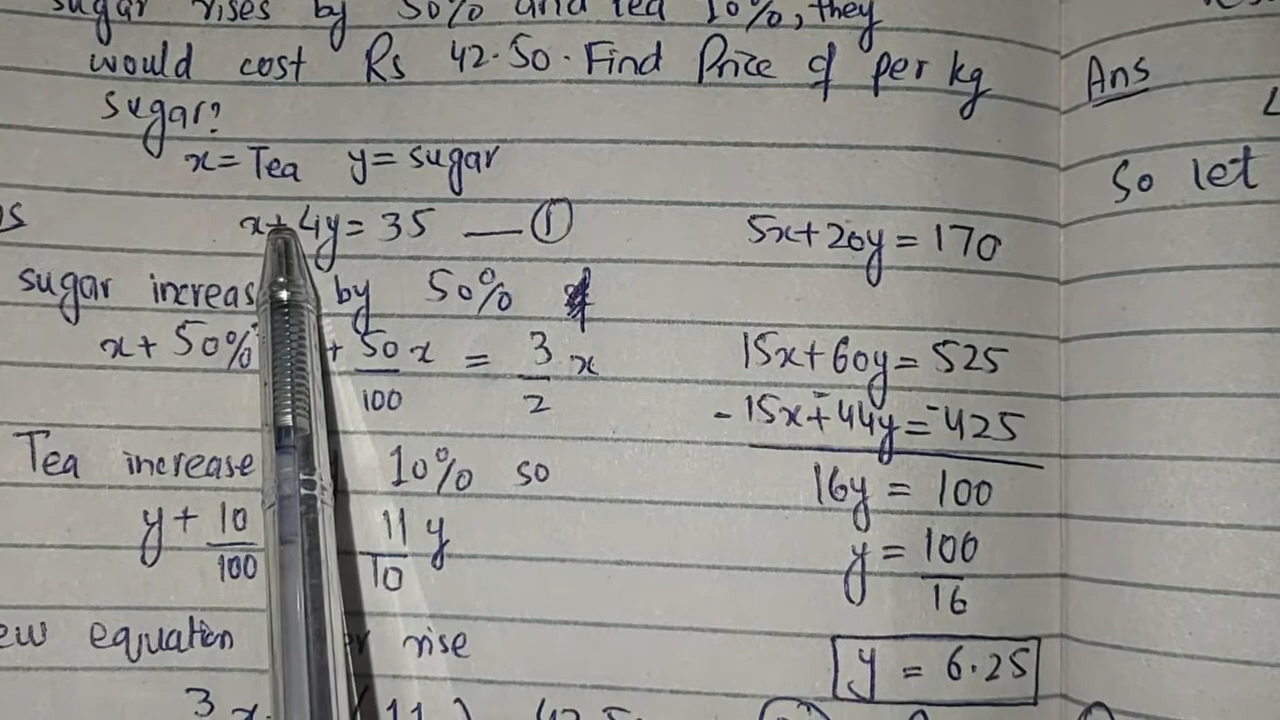 sugar rises by 50% and tea 10%, they
would cost Rs 42.50. Find Price of per kg
sugar?
x = Tea y = sugar
x + 4y = 35 — ①
sugar increas by 50%
x + 50% + 50/100 x = 3/2 x
Tea increase 10% so
y + 10/100 11/10 y
equation rise
5x + 20y = 170
15x + 60y = 525
- 15x + 44y = 425
16y = 100
y = 100/16
y = 6.25
Ans
So let